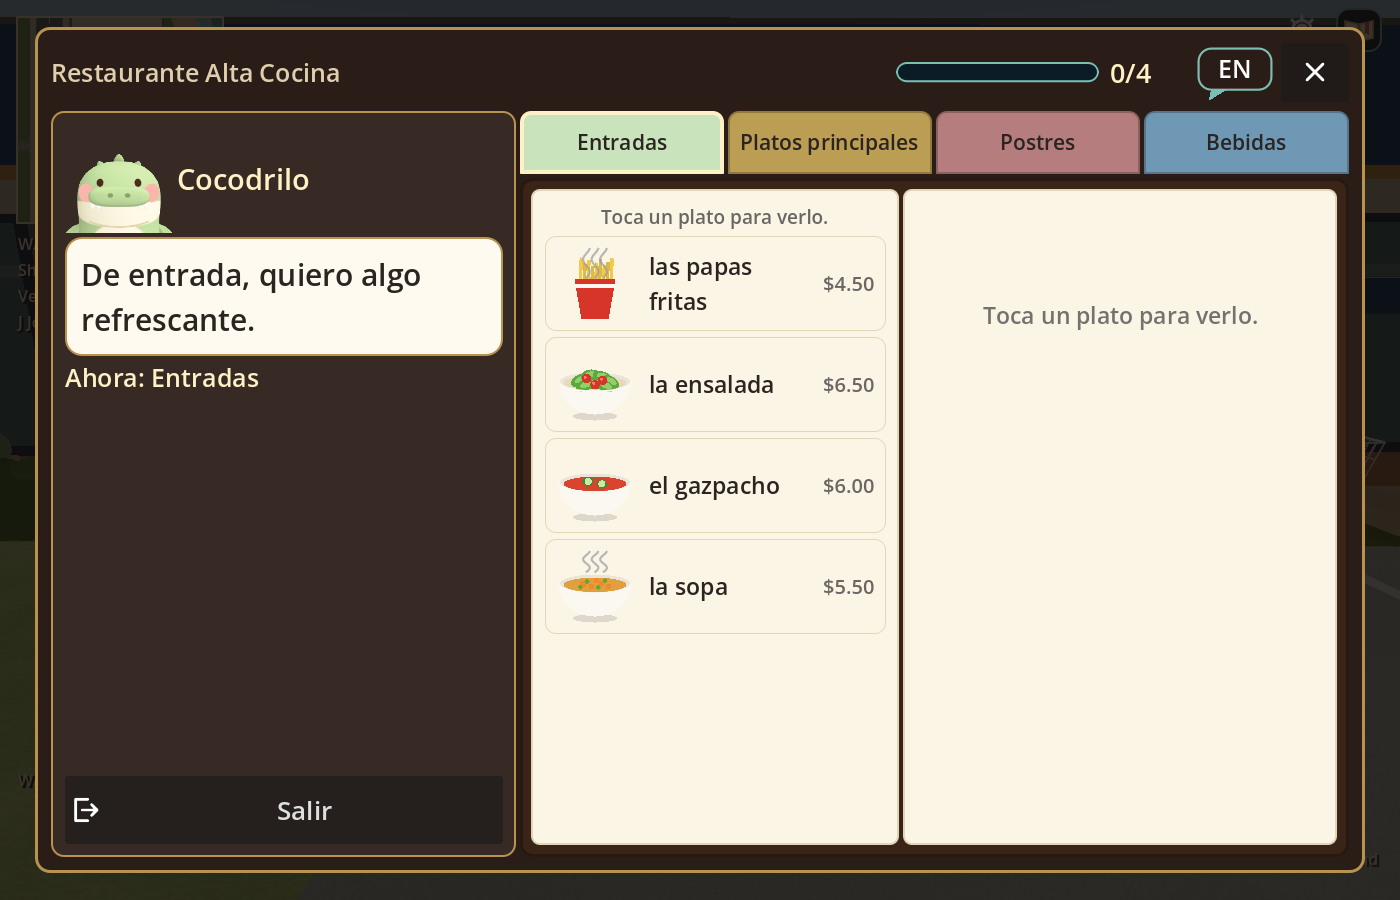 Restaurante Alta Cocina
0/4
EN
Cocodrilo
De entrada, quiero algo
refrescante.
Ahora: Entradas
Salir
Entradas
Platos principales
Postres
Bebidas
Toca un plato para verlo.
las papas
fritas
$4.50
la ensalada
$6.50
el gazpacho
$6.00
la sopa
$5.50
Toca un plato para verlo.